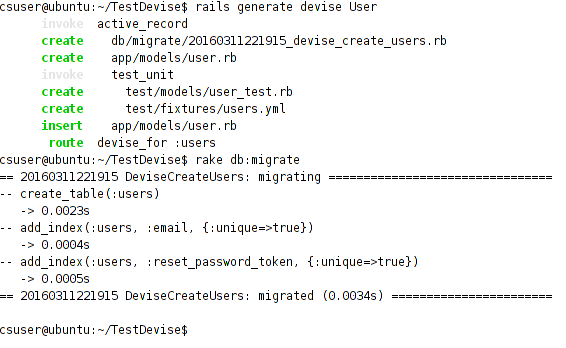 csuser@ubuntu:~/TestDevise$ rails generate devise User
invoke  active_record
create    db/migrate/20160311221915_devise_create_users.rb
create    app/models/user.rb
invoke    test_unit
create      test/models/user_test.rb
create      test/fixtures/users.yml
insert    app/models/user.rb
route  devise_for :users
csuser@ubuntu:~/TestDevise$ rake db:migrate
== 20160311221915 DeviseCreateUsers: migrating ================================
-- create_table(:users)
   -> 0.0023s
-- add_index(:users, :email, {:unique=>true})
   -> 0.0004s
-- add_index(:users, :reset_password_token, {:unique=>true})
   -> 0.0005s
== 20160311221915 DeviseCreateUsers: migrated (0.0034s) =======================
csuser@ubuntu:~/TestDevise$